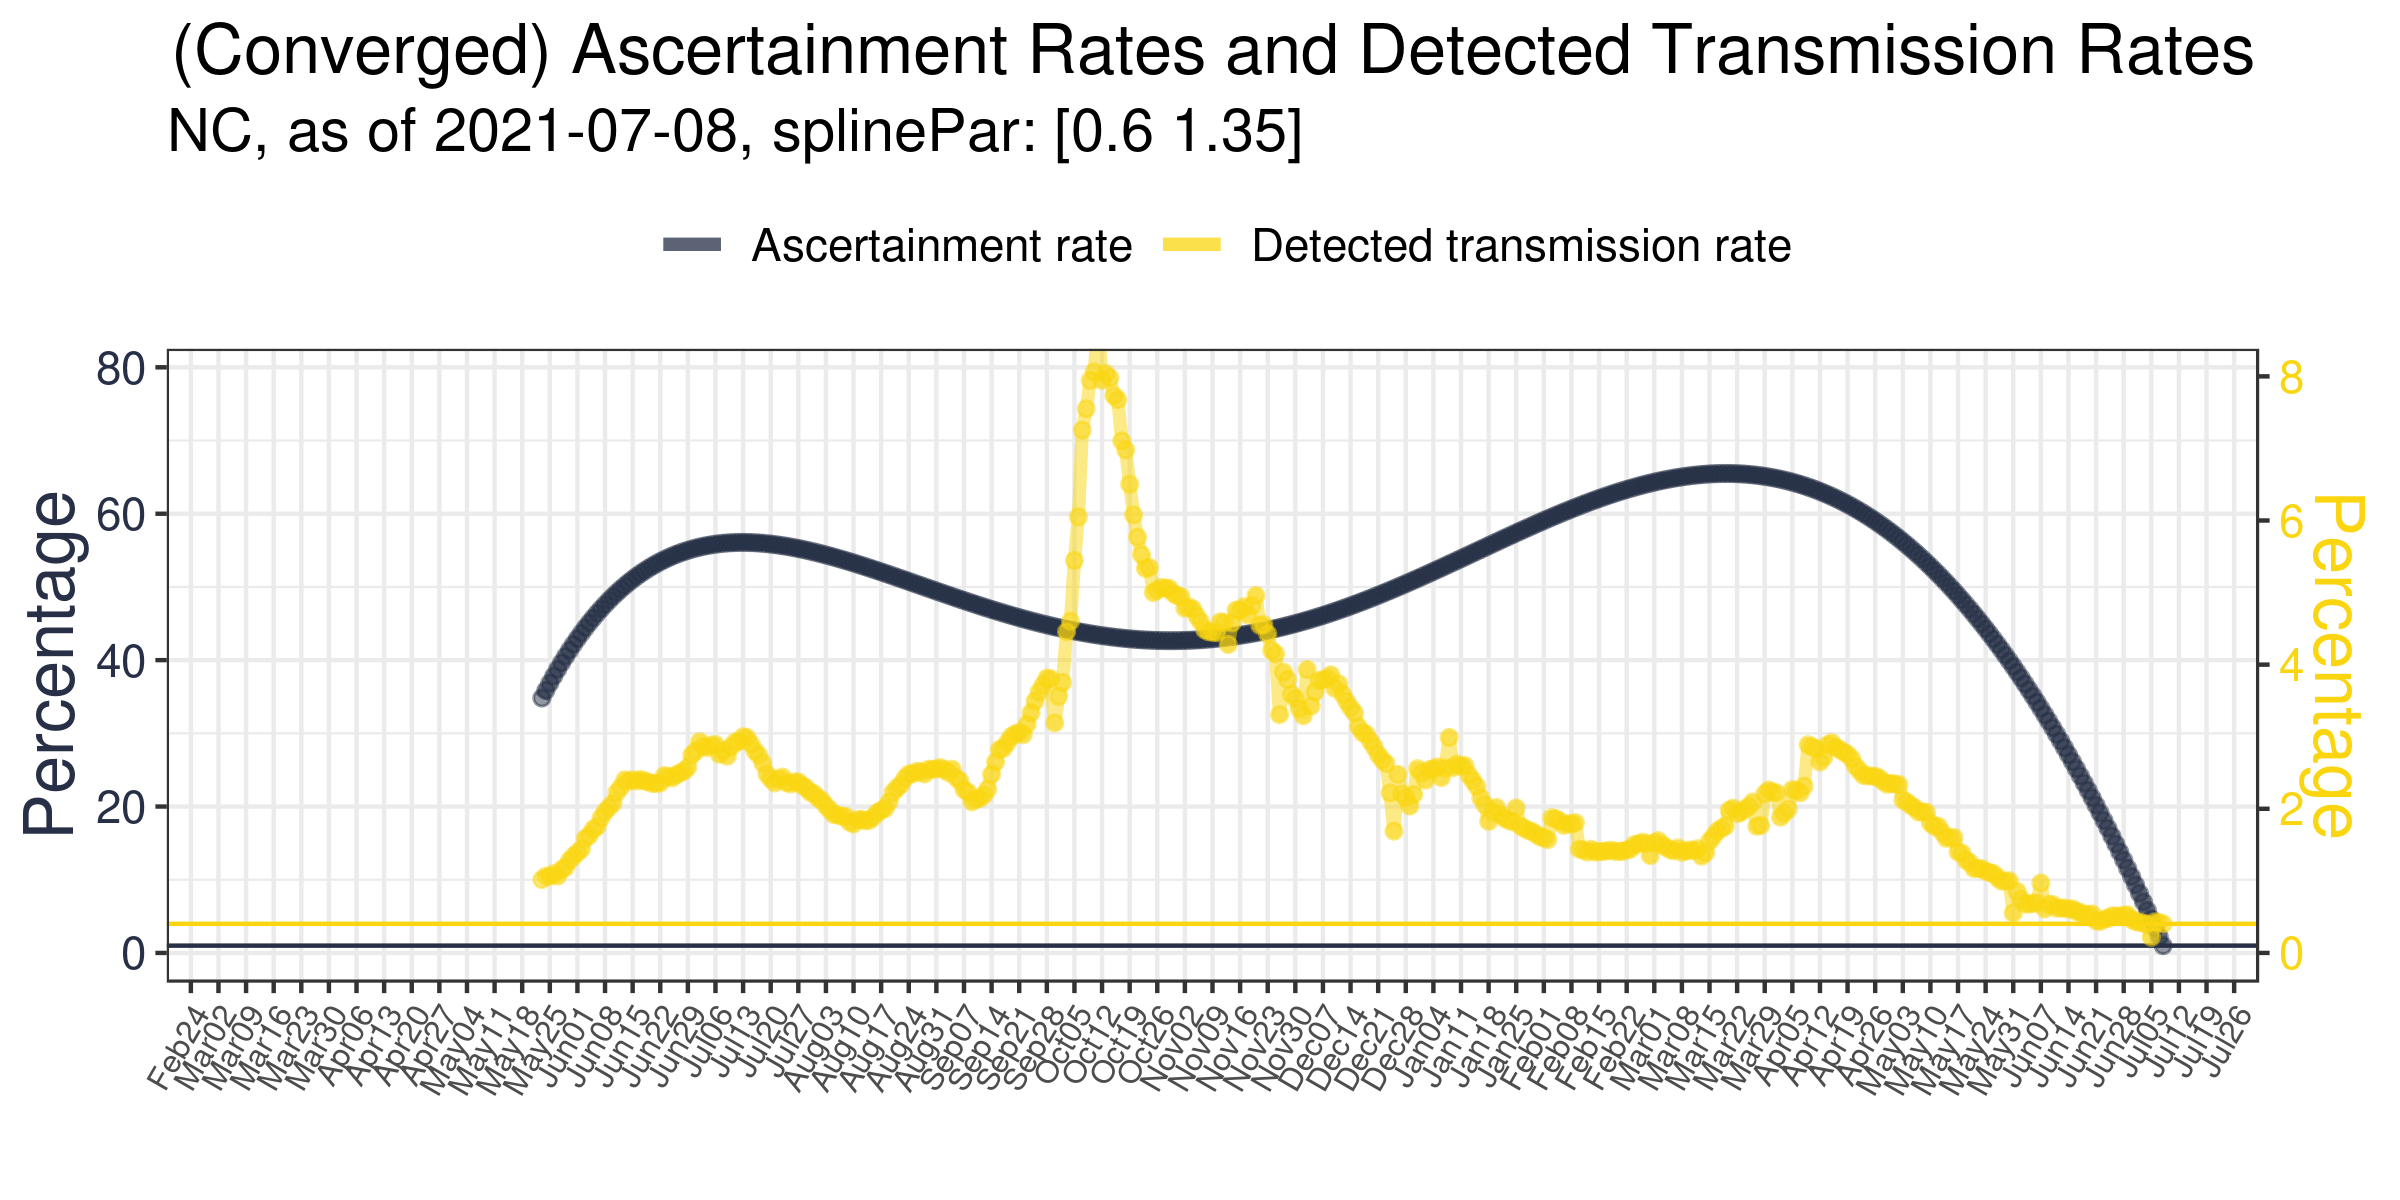 (Converged) Ascertainment Rates and Detected Transmission Rates
NC, as of 2021-07-08, splinePar: [0.6 1.35]
Ascertainment rate Detected transmission rate
Percentage
80
60
40
20
0
8
6
4
2
0
Percentage
Feb24 Mar02 Mar09 Mar16 Mar23 Mar30 Apr06 Apr13 Apr20 Apr27 May04 May11 May18 May25 Jun01 Jun08 Jun15 Jun22 Jun29 Jul06 Jul13 Jul20 Jul27 Aug03 Aug10 Aug17 Aug24 Aug31 Sep07 Sep14 Sep21 Sep28 Oct05 Oct12 Oct19 Oct26 Nov02 Nov09 Nov16 Nov23 Nov30 Dec07 Dec14 Dec21 Dec28 Jan04 Jan11 Jan18 Jan25 Feb01 Feb08 Feb15 Feb22 Mar01 Mar08 Mar15 Mar22 Mar29 Apr05 Apr12 Apr19 Apr26 May03 May10 May17 May24 May31 Jun07 Jun14 Jun21 Jun28 Jul05 Jul12 Jul19 Jul26